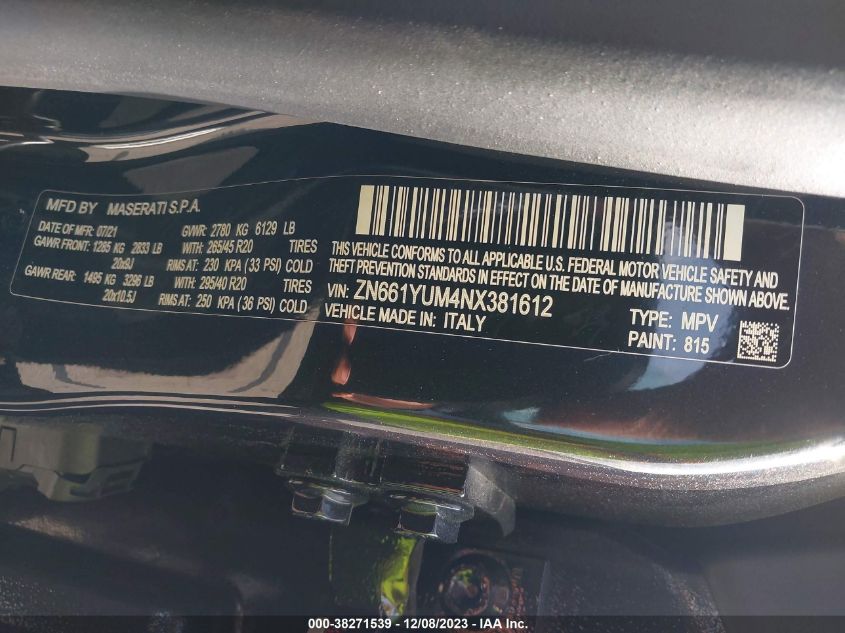 MFD BY MASERATI S.P.A.
DATE OF MFR: 07/21 GVWR: 2780 KG 6129 LB
GAWR FRONT: 1285 KG 2833 LB WITH 265/45 R20 TIRES
20x9J RIMS AT: 230 KPA (33 PSI) COLD
GAWR REAR: 1495 KG 3296 LB WITH 295/40 R20 TIRES
20x10.5J RIMS AT: 250 KPA (36 PSI) COLD
THIS VEHICLE CONFORMS TO ALL APPLICABLE U.S. FEDERAL MOTOR VEHICLE SAFETY AND
THEFT PREVENTION STANDARDS IN EFFECT ON THE DATE OF MANUFACTURE SHOWN ABOVE.
VIN: ZN661YUM4NX381612
VEHICLE MADE IN: ITALY
TYPE: MPV
PAINT: 815
000-38271539 - 12/08/2023 - IAA Inc.